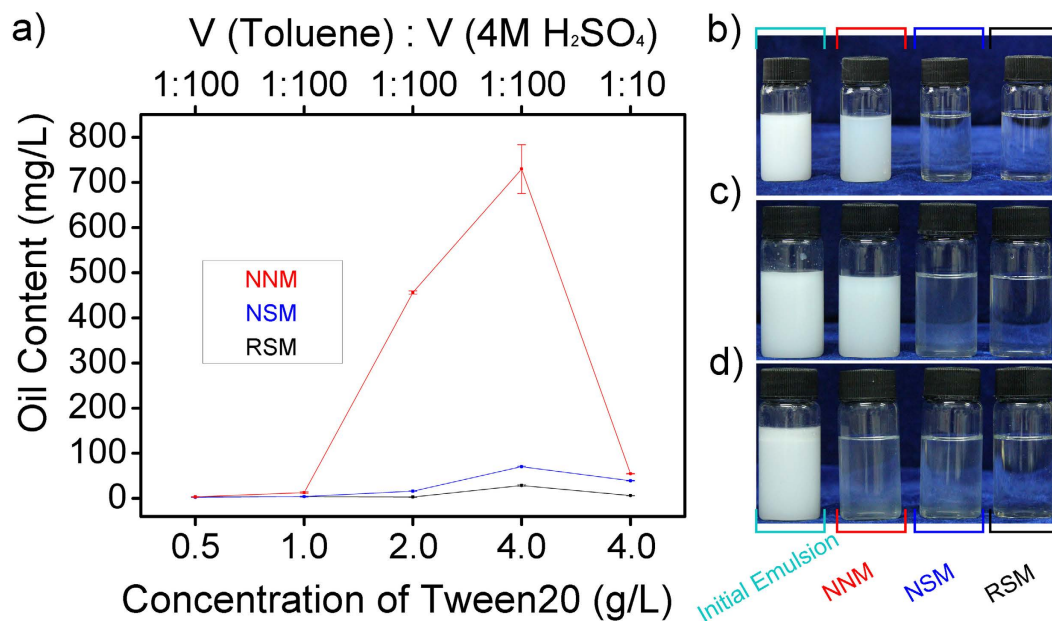 a)
V (Toluene) : V (4M H₂SO₄)
1:100 1:100 1:100 1:100 1:10
800
700
600
500
400
300
200
100
0
Oil Content (mg/L)
NNM
NSM
RSM
0.5 1.0 2.0 4.0 4.0
Concentration of Tween20 (g/L)
b)
c)
d)
Initial Emulsion
NNM
NSM
RSM